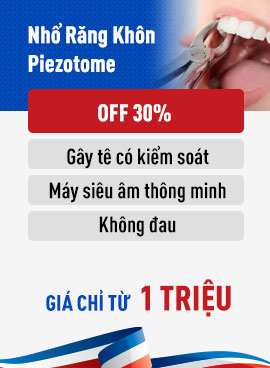 Nhổ Răng Khôn
Piezotome
OFF 30%
Gây tê có kiểm soát
Máy siêu âm thông minh
Không đau
GIÁ CHỈ TỪ 1 TRIỆU